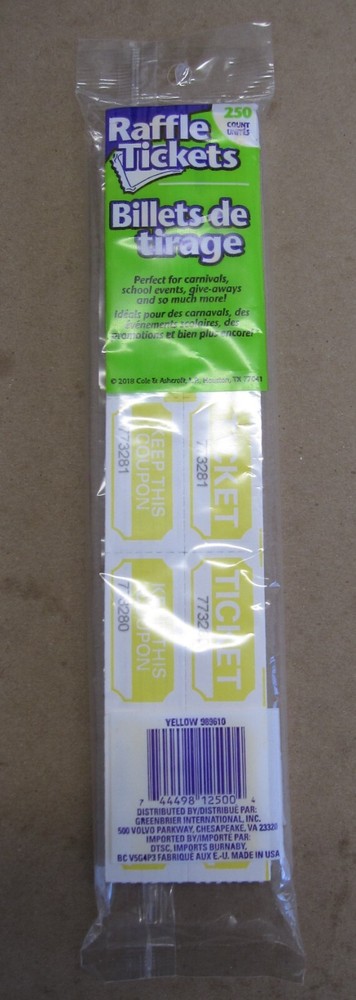 250
COUNT
UNITÉS
Raffle
Tickets
Billets de
tirage
Perfect for carnivals,
school events, give-aways
and so much more!
Idéals pour des carnavals, des
événements scolaires, des
promotions et bien plus encore!
© 2018 Cole & Ashcroft, Houston, TX 77041
KEEP THIS
COUPON
773281
TICKET
773281
KEEP THIS
COUPON
773280
TICKET
YELLOW 989610
7 44498 12500 4
DISTRIBUTED BY/DISTRIBUÉ PAR:
GREENBRIER INTERNATIONAL, INC.
500 VOLVO PARKWAY, CHESAPEAKE, VA 23320
IMPORTED BY/IMPORTÉ PAR:
DTSC, IMPORTS BURNABY,
BC V5G4P3 FABRIQUÉ AUX É.-U. MADE IN USA